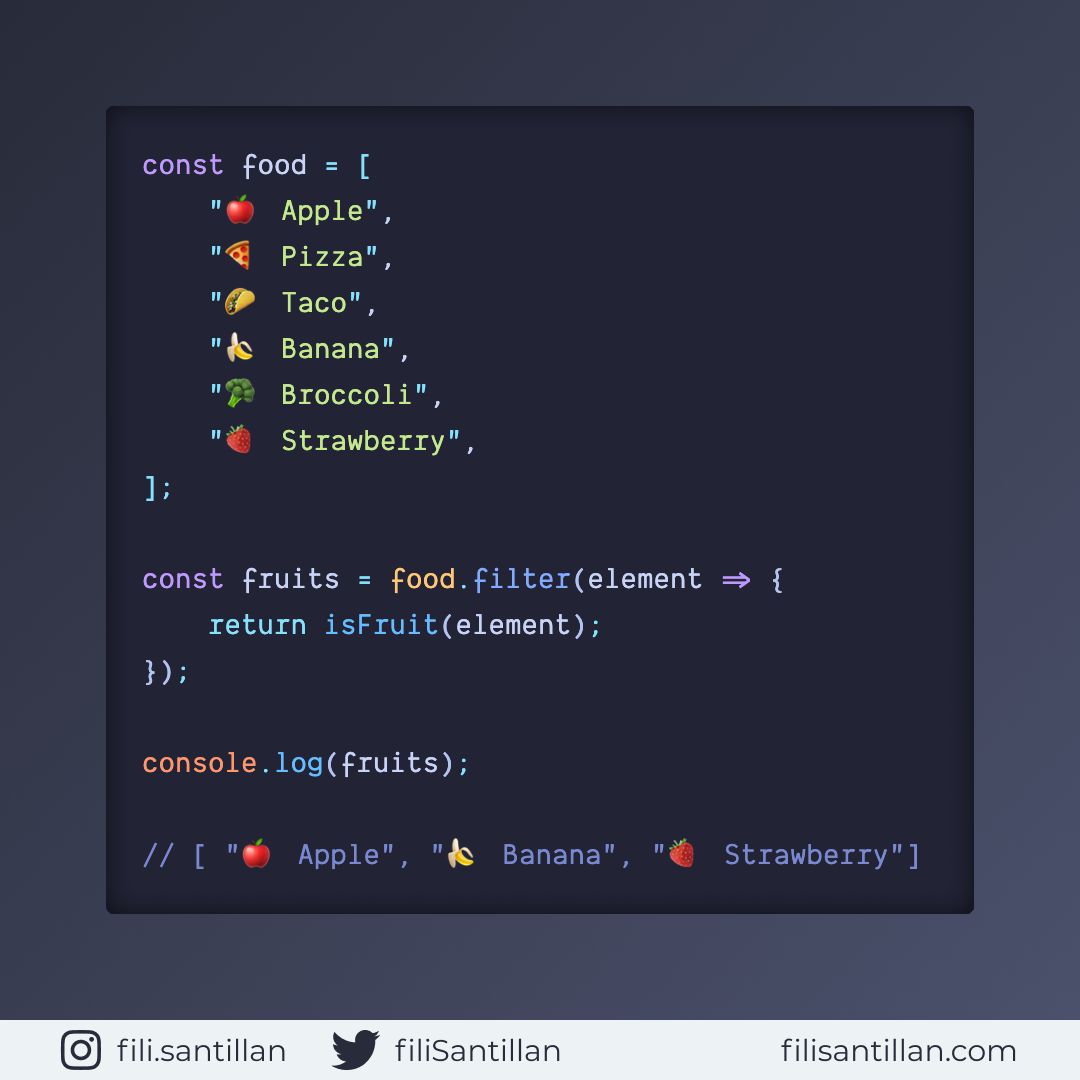 const food = [
    "🍎 Apple",
    "🍕 Pizza",
    "🌮 Taco",
    "🍌 Banana",
    "🥦 Broccoli",
    "🍓 Strawberry",
];
const fruits = food.filter(element => {
    return isFruit(element);
});
console.log(fruits);
// [ "🍎 Apple", "🍌 Banana", "🍓 Strawberry"]
fili.santillan filiSantillan filisantillan.com